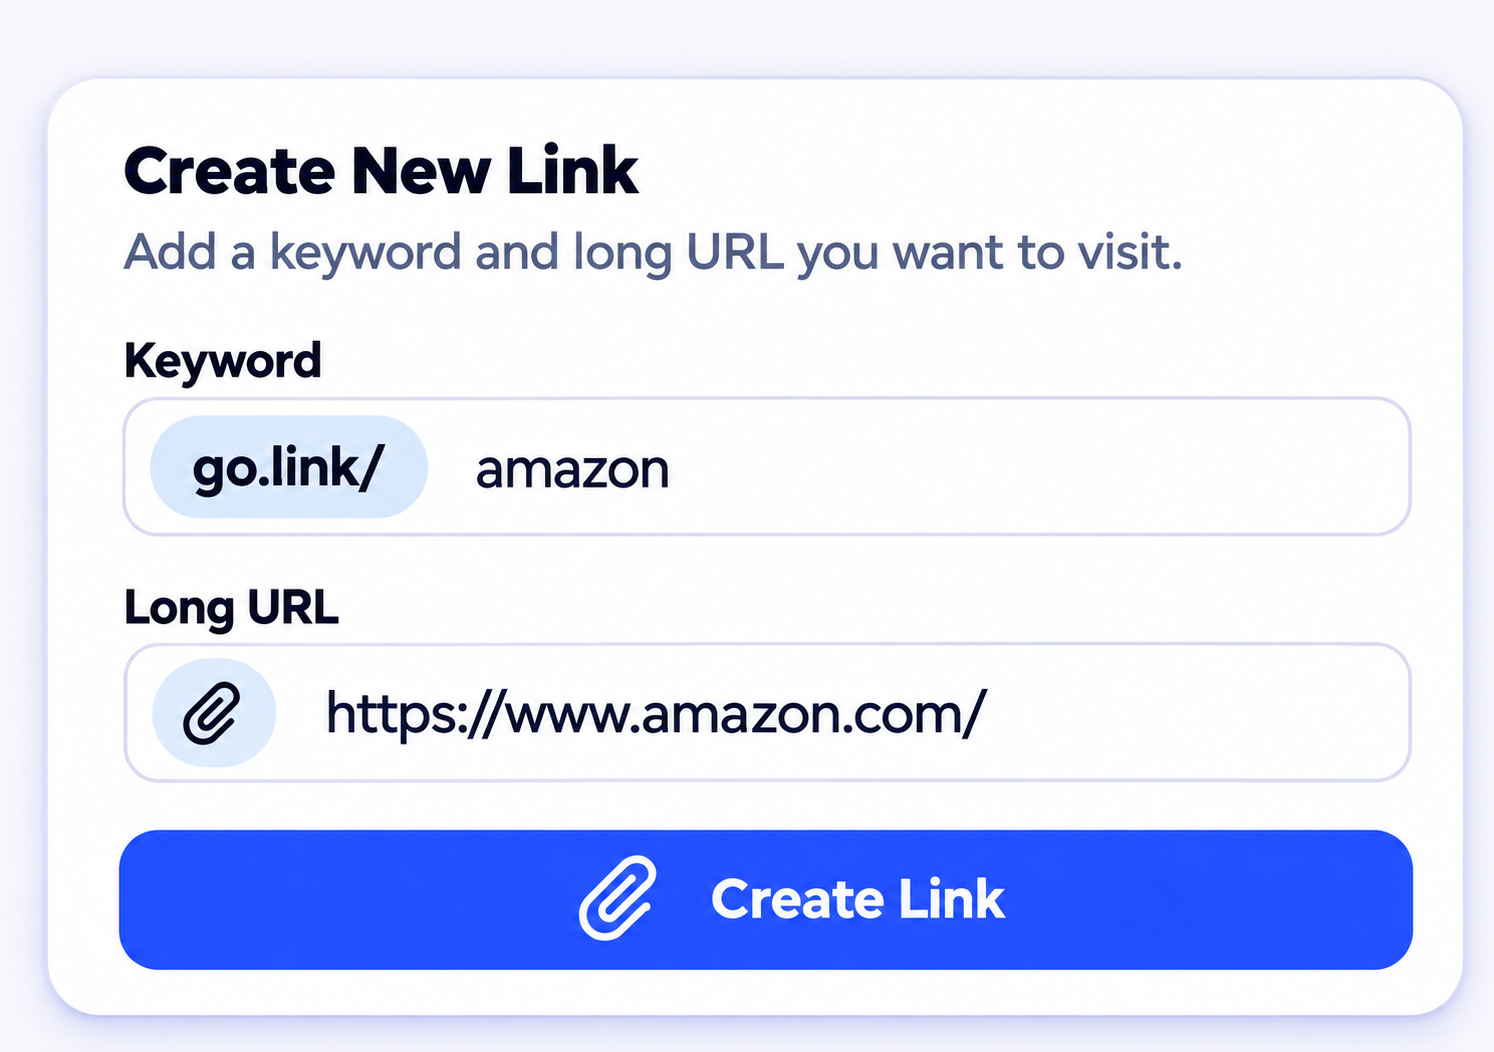 Create New Link
Add a keyword and long URL you want to visit.
Keyword
go.link/ amazon
Long URL
https://www.amazon.com/
Create Link